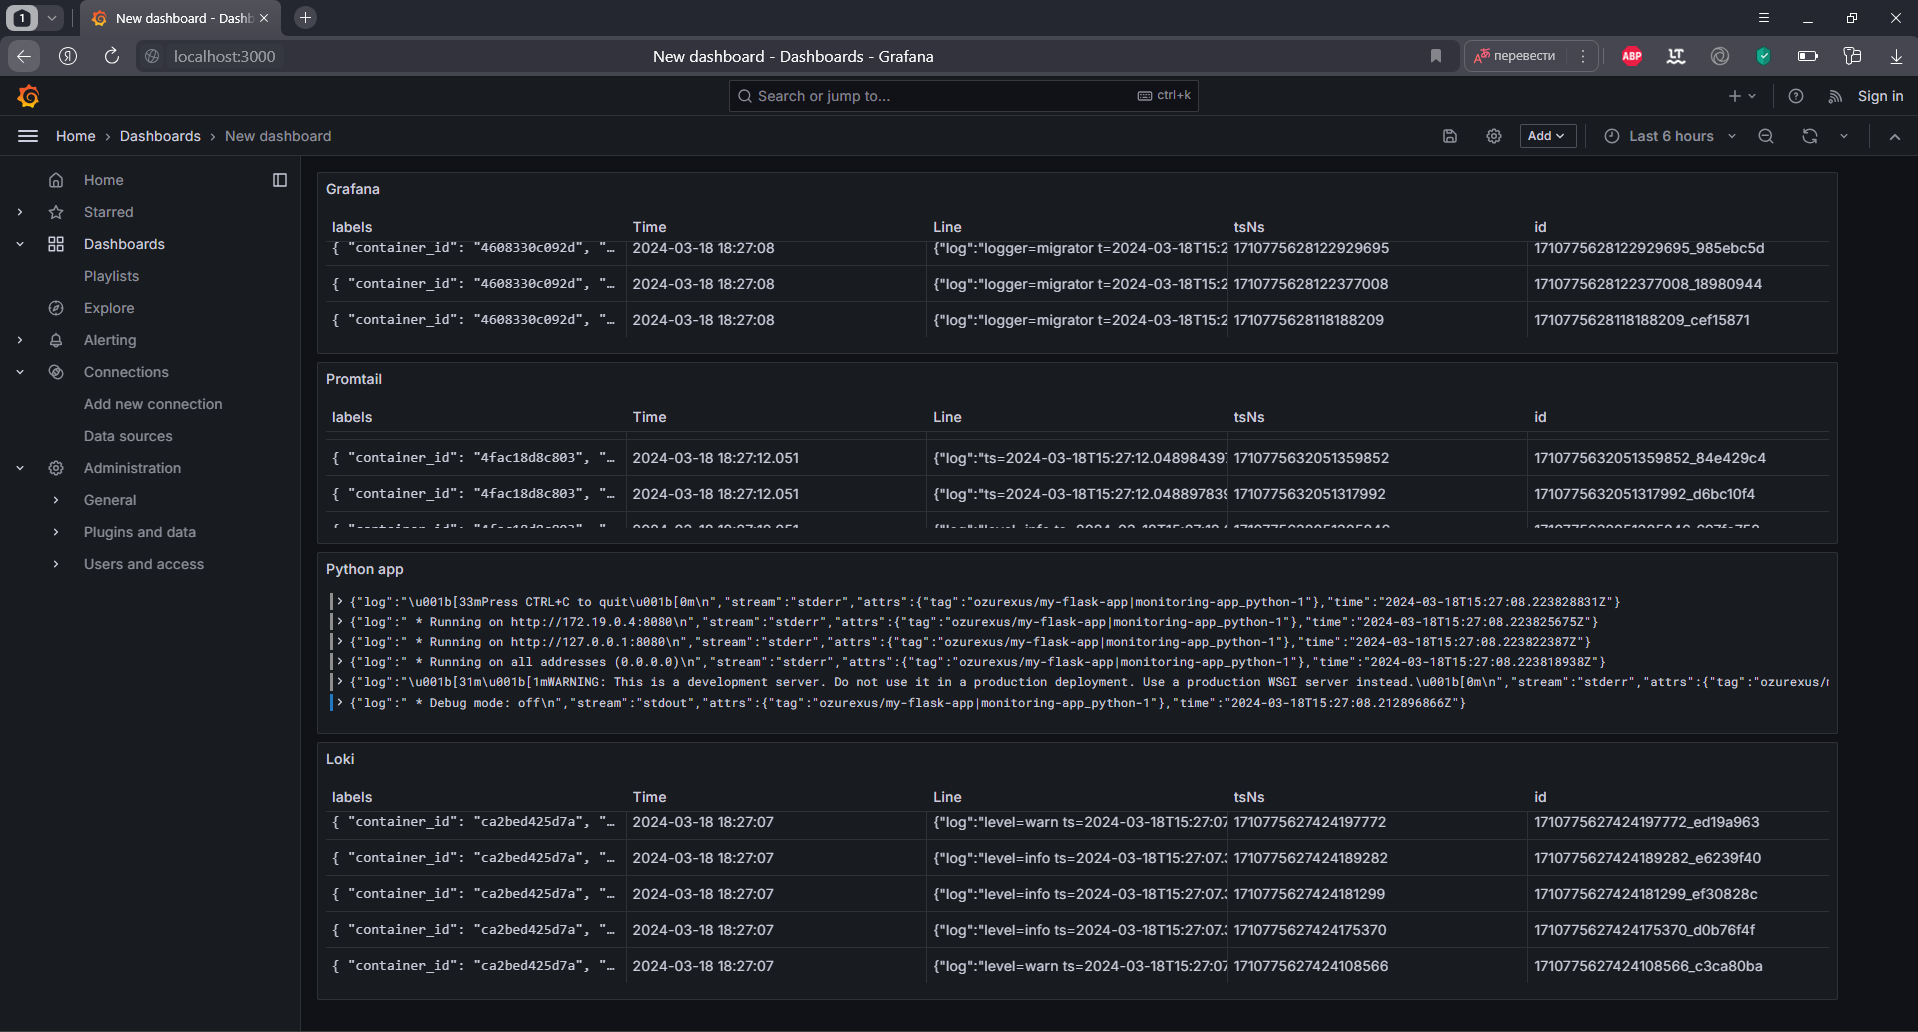 1
New dashboard - Dashb
localhost:3000
New dashboard - Dashboards - Grafana
перевести
ABP
Search or jump to...
ctrl+k
Sign in
Home
Dashboards
New dashboard
Add
Last 6 hours
Home
Starred
Dashboards
Playlists
Explore
Alerting
Connections
Add new connection
Data sources
Administration
General
Plugins and data
Users and access
Grafana
labels Time Line tsNs id
{ "container_id": "4608330c092d", "… 2024-03-18 18:27:08 {"log":"logger=migrator t=2024-03-18T15:2 1710775628122929695 1710775628122929695_985ebc5d
{ "container_id": "4608330c092d", "… 2024-03-18 18:27:08 {"log":"logger=migrator t=2024-03-18T15:2 1710775628122377008 1710775628122377008_18980944
{ "container_id": "4608330c092d", "… 2024-03-18 18:27:08 {"log":"logger=migrator t=2024-03-18T15:2 1710775628118188209 1710775628118188209_cef15871
Promtail
labels Time Line tsNs id
{ "container_id": "4fac18d8c803", "… 2024-03-18 18:27:12.051 {"log":"ts=2024-03-18T15:27:12.048984397 1710775632051359852 1710775632051359852_84e429c4
{ "container_id": "4fac18d8c803", "… 2024-03-18 18:27:12.051 {"log":"ts=2024-03-18T15:27:12.048897839 1710775632051317992 1710775632051317992_d6bc10f4
Python app
{"log":"\u001b[33mPress CTRL+C to quit\u001b[0m\n","stream":"stderr","attrs":{"tag":"ozurexus/my-flask-app|monitoring-app_python-1"},"time":"2024-03-18T15:27:08.223828831Z"}
{"log":" * Running on http://172.19.0.4:8080\n","stream":"stderr","attrs":{"tag":"ozurexus/my-flask-app|monitoring-app_python-1"},"time":"2024-03-18T15:27:08.223825675Z"}
{"log":" * Running on http://127.0.0.1:8080\n","stream":"stderr","attrs":{"tag":"ozurexus/my-flask-app|monitoring-app_python-1"},"time":"2024-03-18T15:27:08.223822387Z"}
{"log":" * Running on all addresses (0.0.0.0)\n","stream":"stderr","attrs":{"tag":"ozurexus/my-flask-app|monitoring-app_python-1"},"time":"2024-03-18T15:27:08.223818938Z"}
{"log":"\u001b[31m\u001b[1mWARNING: This is a development server. Do not use it in a production deployment. Use a production WSGI server instead.\u001b[0m\n","stream":"stderr","attrs":{"tag":"ozurexus/
{"log":" * Debug mode: off\n","stream":"stdout","attrs":{"tag":"ozurexus/my-flask-app|monitoring-app_python-1"},"time":"2024-03-18T15:27:08.212896866Z"}
Loki
labels Time Line tsNs id
{ "container_id": "ca2bed425d7a", "… 2024-03-18 18:27:07 {"log":"level=warn ts=2024-03-18T15:27:07 1710775627424197772 1710775627424197772_ed19a963
{ "container_id": "ca2bed425d7a", "… 2024-03-18 18:27:07 {"log":"level=info ts=2024-03-18T15:27:07. 1710775627424189282 1710775627424189282_e6239f40
{ "container_id": "ca2bed425d7a", "… 2024-03-18 18:27:07 {"log":"level=info ts=2024-03-18T15:27:07. 1710775627424181299 1710775627424181299_ef30828c
{ "container_id": "ca2bed425d7a", "… 2024-03-18 18:27:07 {"log":"level=info ts=2024-03-18T15:27:07. 1710775627424175370 1710775627424175370_d0b76f4f
{ "container_id": "ca2bed425d7a", "… 2024-03-18 18:27:07 {"log":"level=warn ts=2024-03-18T15:27:07 1710775627424108566 1710775627424108566_c3ca80ba